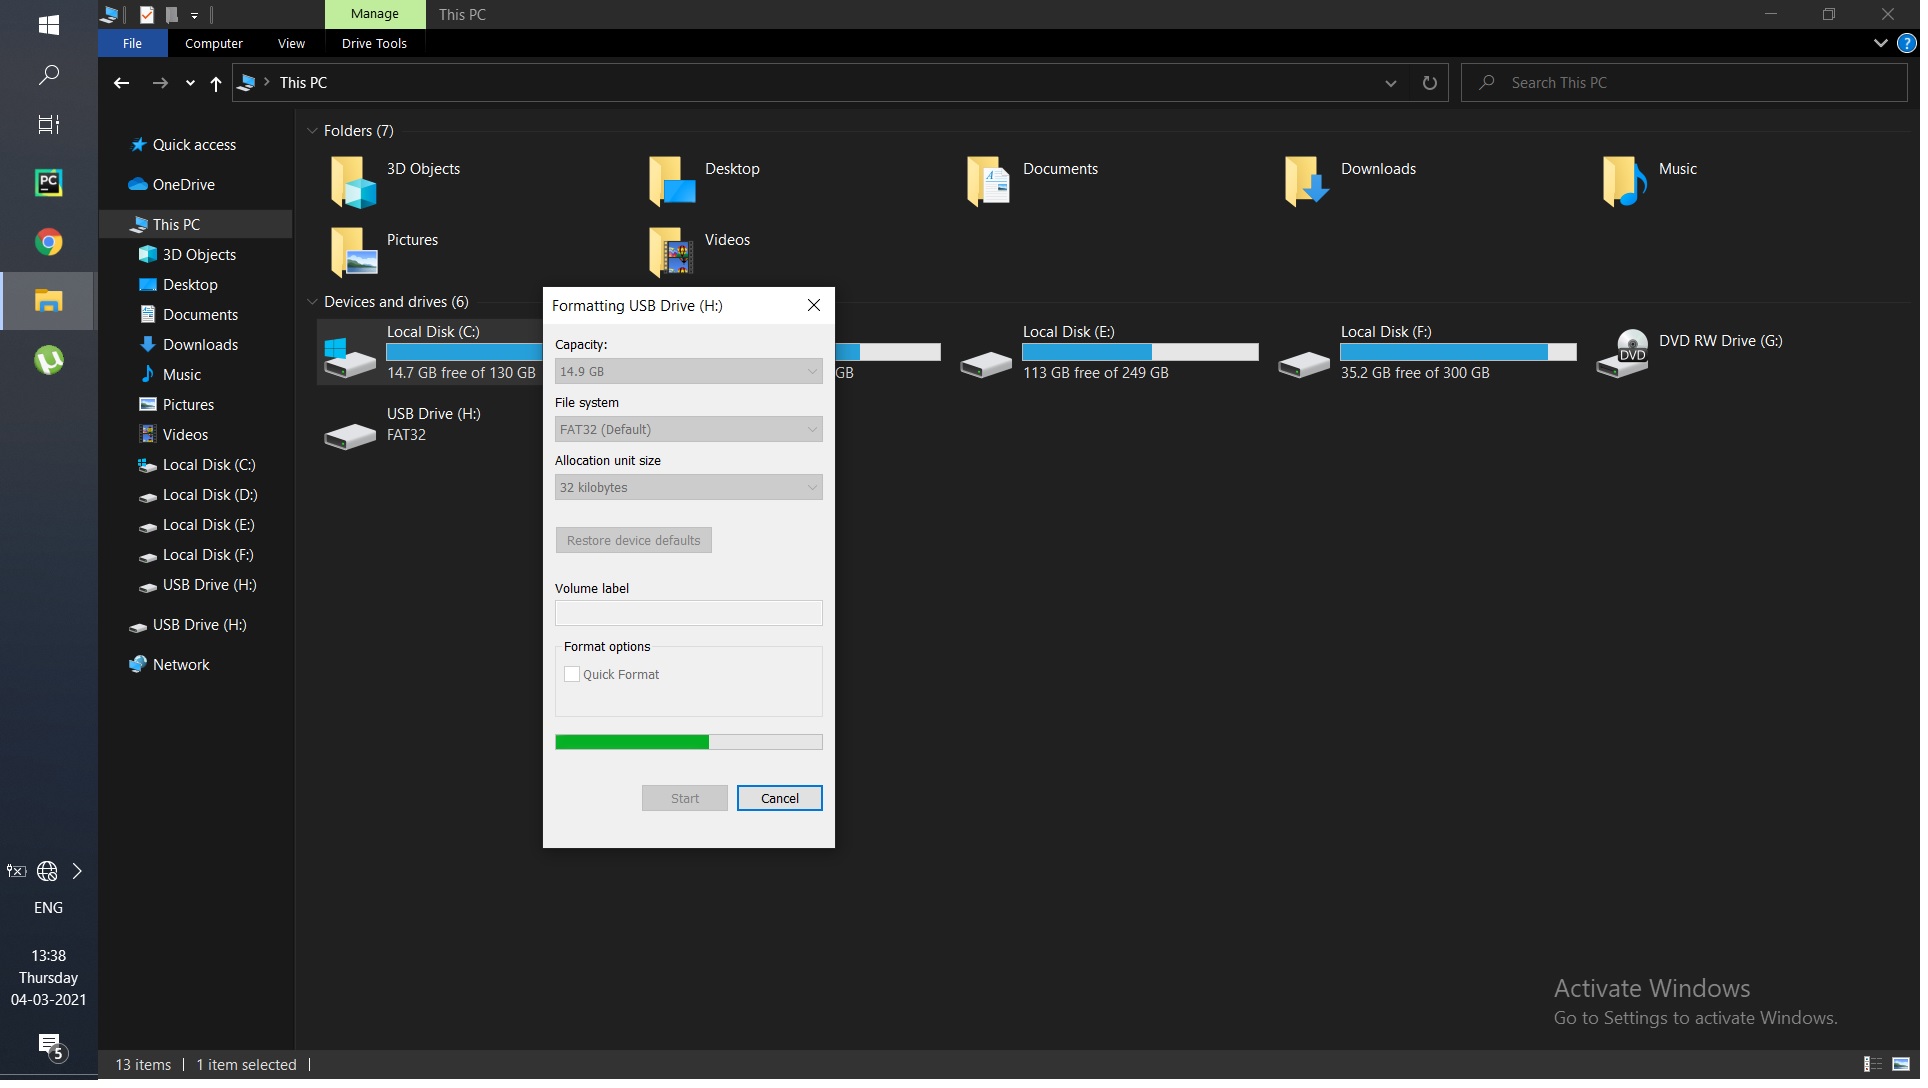 Manage
This PC
File
Computer
View
Drive Tools
?
This PC
Search This PC
Quick access
OneDrive
This PC
3D Objects
Desktop
Documents
Downloads
Music
Pictures
Videos
Local Disk (C:)
Local Disk (D:)
Local Disk (E:)
Local Disk (F:)
USB Drive (H:)
USB Drive (H:)
Network
Folders (7)
3D Objects
Desktop
Documents
Downloads
Music
Pictures
Videos
Devices and drives (6)
Local Disk (C:)
14.7 GB free of 130 GB
GB
Local Disk (E:)
113 GB free of 249 GB
Local Disk (F:)
35.2 GB free of 300 GB
DVD
DVD RW Drive (G:)
USB Drive (H:)
FAT32
Formatting USB Drive (H:)
Capacity:
14.9 GB
File system
FAT32 (Default)
Allocation unit size
32 kilobytes
Restore device defaults
Volume label
Format options
Quick Format
Start
Cancel
PC
ENG
13:38
Thursday
04-03-2021
5
Activate Windows
Go to Settings to activate Windows.
13 items
1 item selected